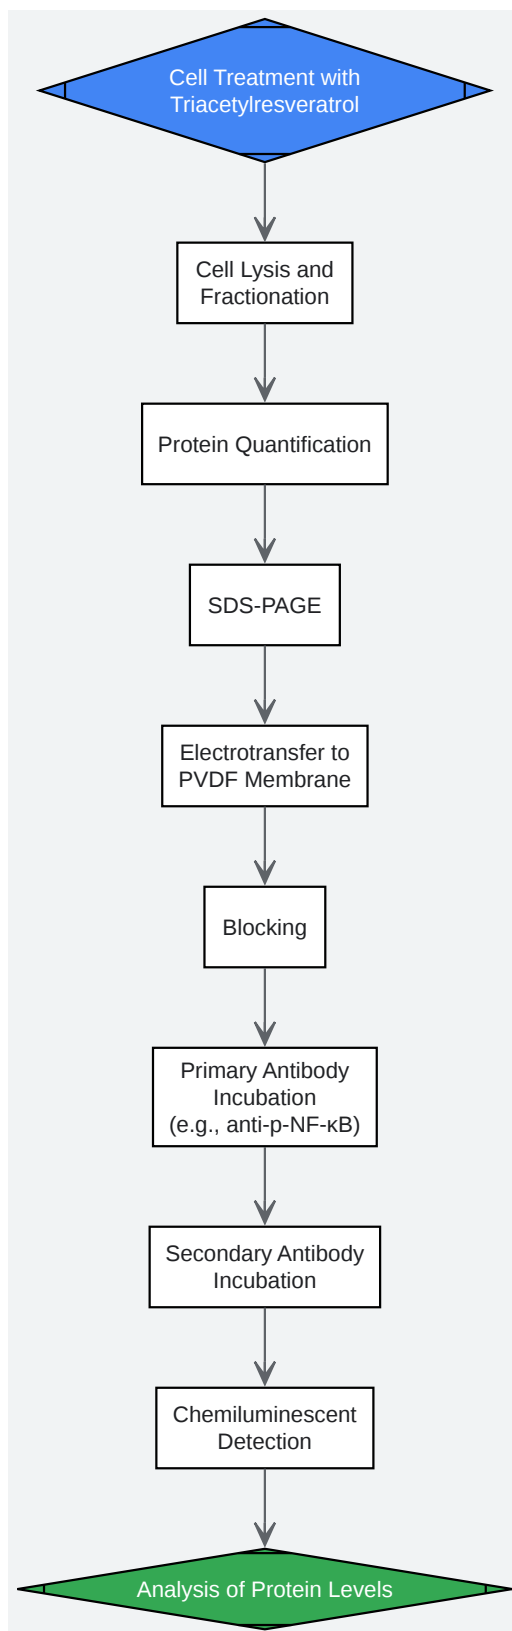 Cell Treatment with
Triacetylresveratrol
Cell Lysis and
Fractionation
Protein Quantification
SDS-PAGE
Electrotransfer to
PVDF Membrane
Blocking
Primary Antibody
Incubation
(e.g., anti-p-NF-κB)
Secondary Antibody
Incubation
Chemiluminescent
Detection
Analysis of Protein Levels